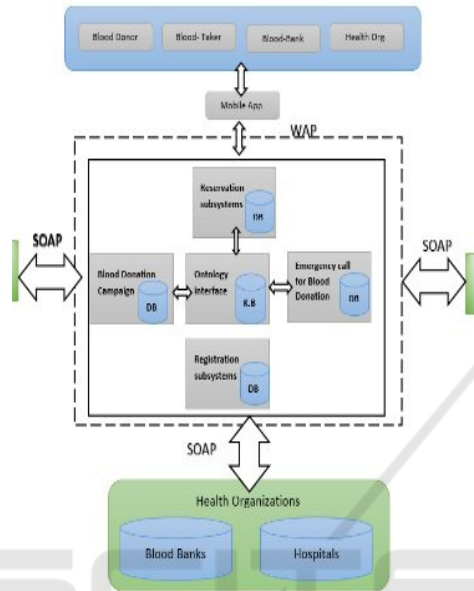 Blood Donor
Blood- Taker
Blood-Bank
Health Org
Mobile App
WAP
Reservation
subsystems
DB
SOAP
SOAP
Blood Donation
Campaign
DB
Ontology
interface
K.B
Emergency call
for Blood
Donation
DB
Registration
subsystems
DB
SOAP
Health Organizations
Blood Banks
Hospitals